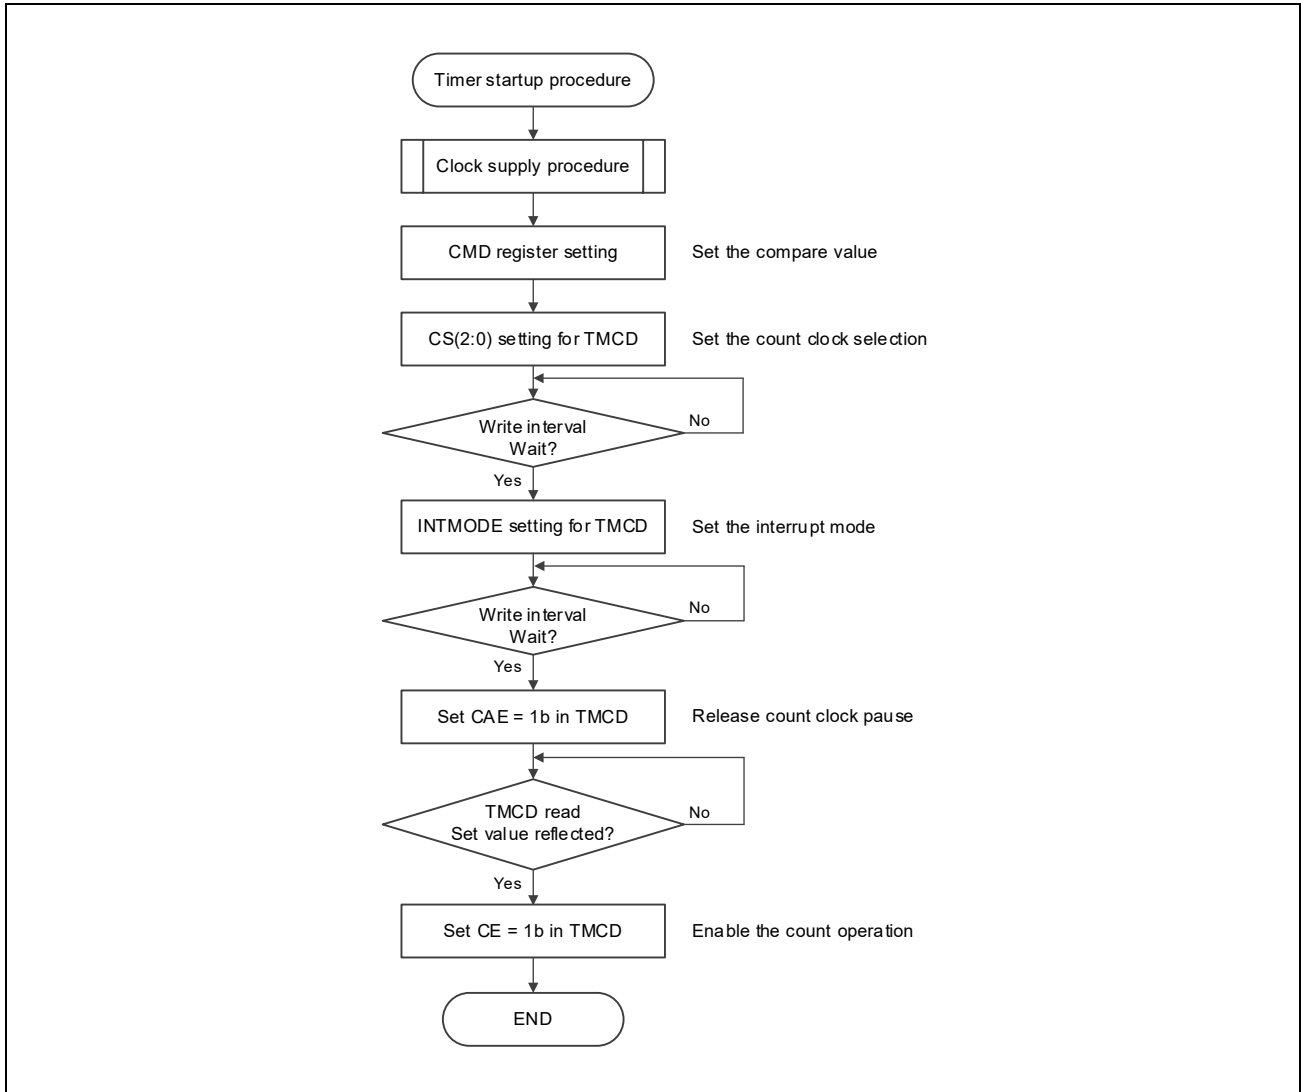 Timer startup procedure
Clock supply procedure
CMD register setting
Set the compare value
CS(2:0) setting for TMCD
Set the count clock selection
No
Write interval
Wait?
Yes
INTMODE setting for TMCD
Set the interrupt mode
No
Write interval
Wait?
Yes
Set CAE = 1b in TMCD
Release count clock pause
No
TMCD read
Set value reflected?
Yes
Set CE = 1b in TMCD
Enable the count operation
END